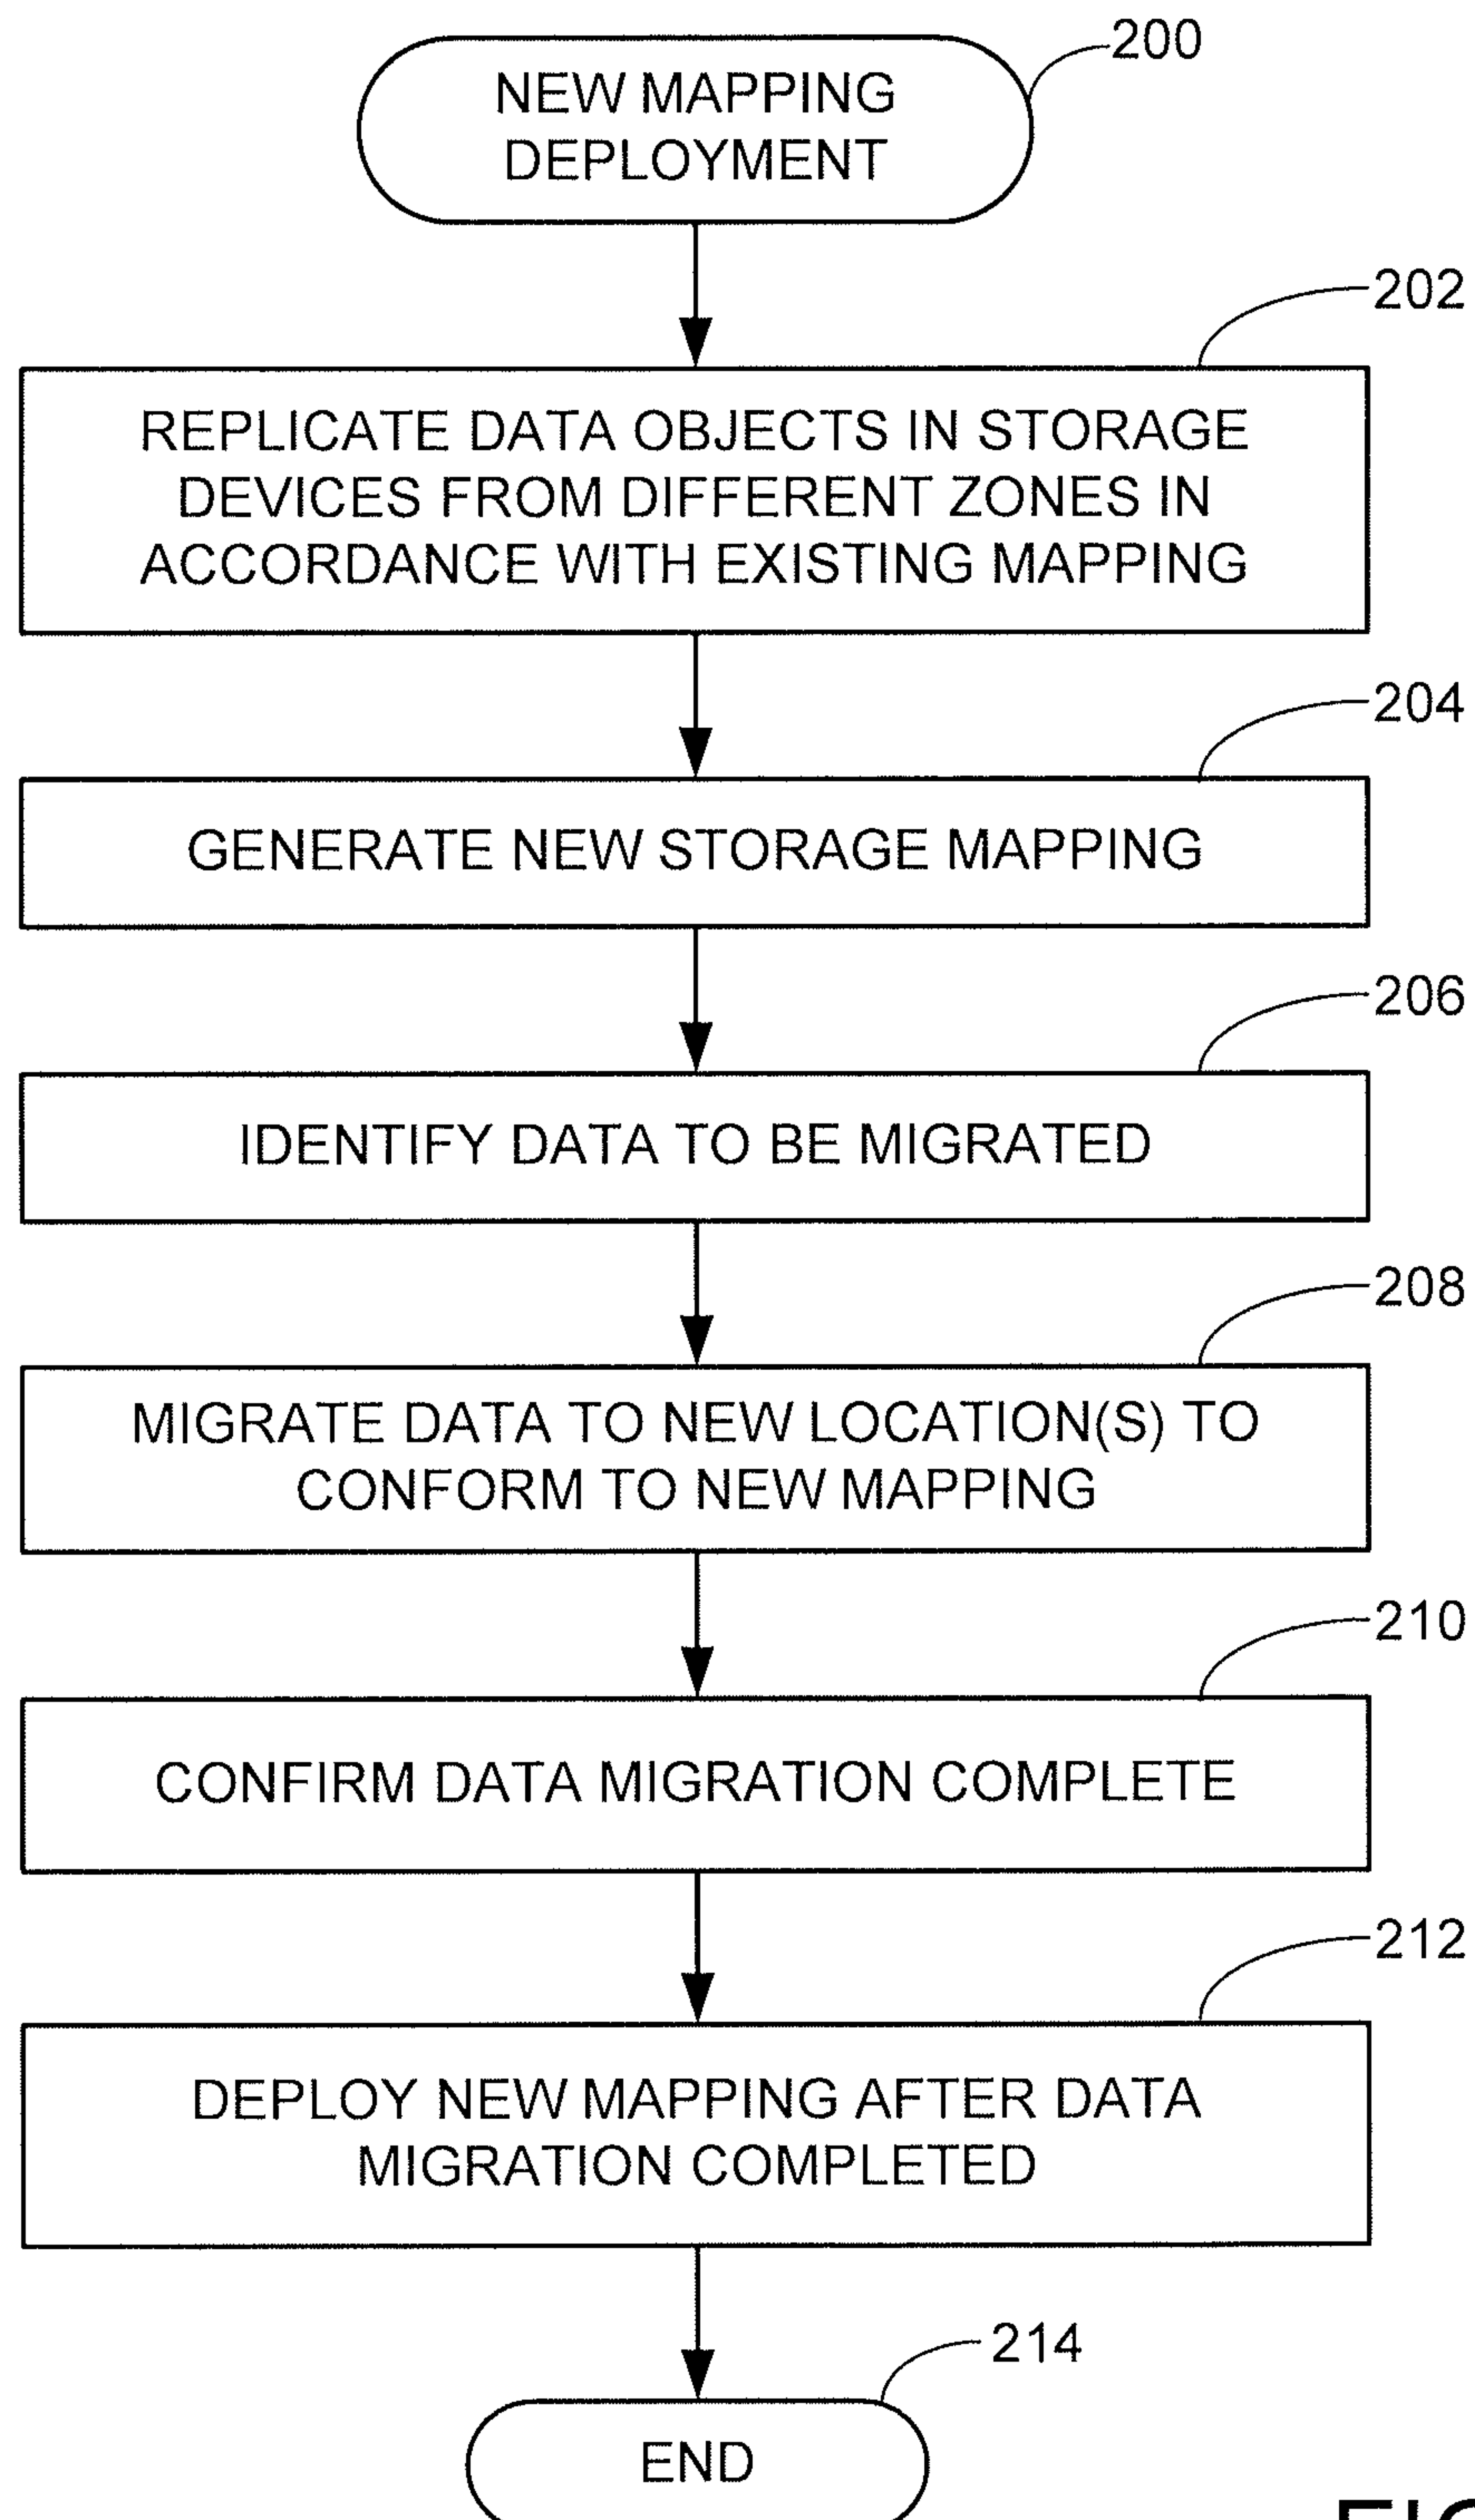 200
NEW MAPPING
DEPLOYMENT
202
REPLICATE DATA OBJECTS IN STORAGE
DEVICES FROM DIFFERENT ZONES IN
ACCORDANCE WITH EXISTING MAPPING
204
GENERATE NEW STORAGE MAPPING
206
IDENTIFY DATA TO BE MIGRATED
208
MIGRATE DATA TO NEW LOCATION(S) TO
CONFORM TO NEW MAPPING
210
CONFIRM DATA MIGRATION COMPLETE
212
DEPLOY NEW MAPPING AFTER DATA
MIGRATION COMPLETED
214
END